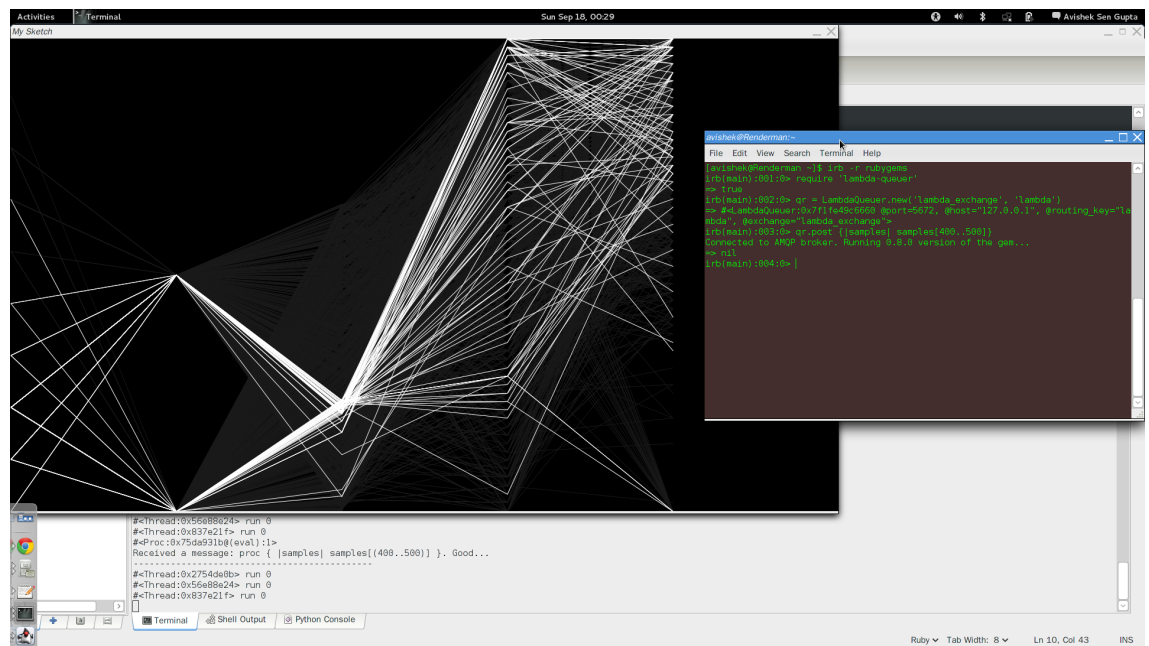 Activities
Terminal
Sun Sep 18, 00:29
Avishek Sen Gupta
My Sketch
avishek@Renderman:~
File Edit View Search Terminal Help
[avishek@Renderman ~]$ irb -r rubygems
irb(main):001:0> require 'lambda-queuer'
=> true
irb(main):002:0> qr = LambdaQueuer.new('lambda_exchange', 'lambda')
=> #<LambdaQueuer:0x7f1fe49c6660 @port=5672, @host="127.0.0.1", @routing_key="la
mbda", @exchange="lambda_exchange">
irb(main):003:0> qr.post {|samples| samples[400..500]}
Connected to AMQP broker. Running 0.8.0 version of the gem...
=> nil
irb(main):004:0>
#<Thread:0x56e88e24> run 0
#<Thread:0x837e21f> run 0
#<Proc:0x75da931b@(eval):1>
Received a message: proc { |samples| samples[(400..500)] }. Good...
---------------------------------------------
#<Thread:0x2754de0b> run 0
#<Thread:0x56e88e24> run 0
#<Thread:0x837e21f> run 0
Terminal
Shell Output
Python Console
Ruby
Tab Width: 8
Ln 10, Col 43
INS